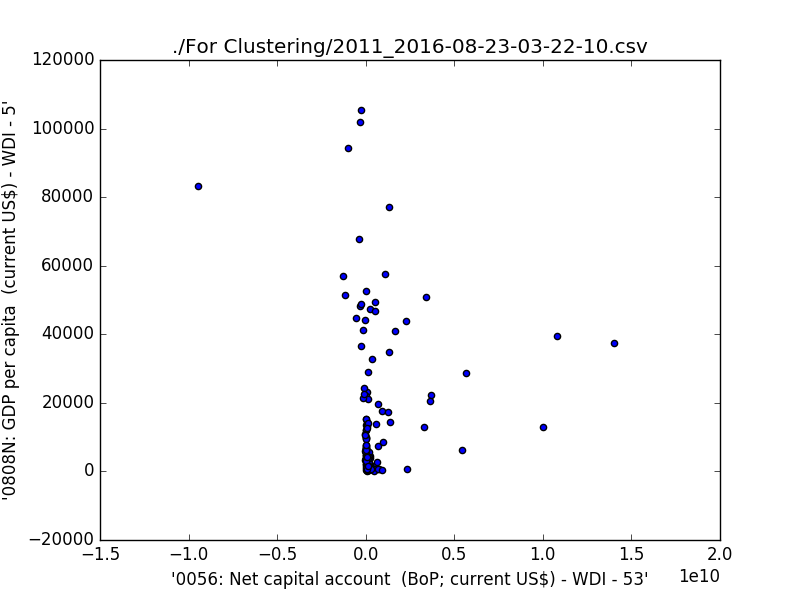 ./For Clustering/2011_2016-08-23-03-22-10.csv
120000
100000
80000
60000
40000
20000
0
−20000
'0808N: GDP per capita  (current US$) - WDI - 5'
−1.5 −1.0 −0.5 0.0 0.5 1.0 1.5 2.0
1e10
'0056: Net capital account  (BoP; current US$) - WDI - 53'